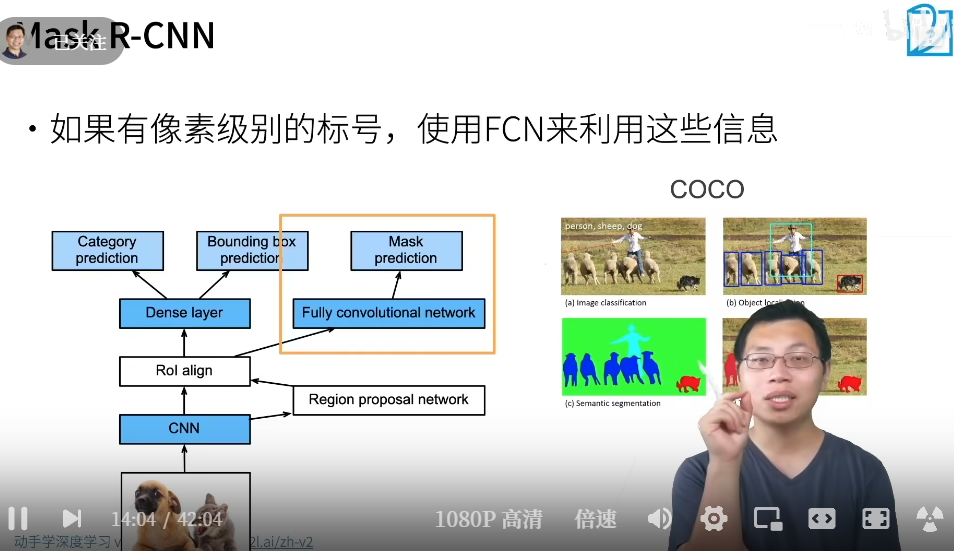 Mask R-CNN
已关注
• 如果有像素级别的标号，使用FCN来利用这些信息
COCO
Category
prediction
Bounding box
prediction
Mask
prediction
Dense layer
Fully convolutional network
RoI align
Region proposal network
CNN
person, sheep, dog
(a) Image classification
(b) Object
(c) Semantic segmentation
14:04 / 42:04
1080P 高清
倍速
动手学深度学习 v
2l.ai/zh-v2